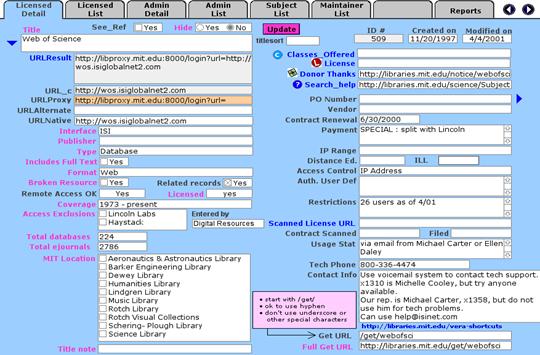 Licensed Detail
Licensed List
Admin Detail
Admin List
Subject List
Maintainer List
Reports
Title
See_Ref Yes
Hide Yes No
Update
ID # 509
Created on 11/20/1997
Modified on 4/4/2001
Web of Science
titlesort
URLResult http://libproxy.mit.edu:8000/login?url=http://
wos.isiglobalnet2.com
URL_c http://wos.isiglobalnet2.com
URLProxy http://libproxy.mit.edu:8000/login?url=
URLAlternate
URLNative http://wos.isiglobalnet2.com
Interface ISI
Publisher
Type Database
Includes Full Text Yes
Format Web
Broken Resource Yes Related records Yes
Remote Access OK Yes Licensed yes
Coverage 1973 - present
Access Exclusions Lincoln Labs
Haystack
Entered by
Digital Resources
Total databases 224
Total ejournals 2786
MIT Location Aeronautics & Astronautics Library
Barker Engineering Library
Dewey Library
Humanities Library
Lindgren Library
Music Library
Rotch Library
Rotch Visual Collections
Schering- Plough Library
Science Library
Title note
C Classes_Offered
L License
Donor Thanks http://libraries.mit.edu/notice/webofsci
? Search_help http://libraries.mit.edu/science/Subject
PO Number
Vendor
Contract Renewal 6/30/2000
Payment SPECIAL : split with Lincoln
IP Range
Distance Ed. ILL
Access Control IP Address
Auth. User Def
Restrictions 26 users as of 4/01
Scanned License URL
Contract Scanned Filed
Usage Stat via email from Michael Carter or Ellen
Daley
Tech Phone 800-336-4474
Contact Info Use voicemail system to contact tech support.
x1310 is Michelle Cooley, but try anyone
available.
Our rep. is Michael Carter, x1358, but do not
use him for tech problems.
Can use help@isinet.com
• start with /get/
• ok to use hyphen
• don't use underscore or
other special characters
http://libraries.mit.edu/vera-shortcuts
Get URL /get/webofsci
Full Get URL http://libraries.mit.edu/get/webofsci